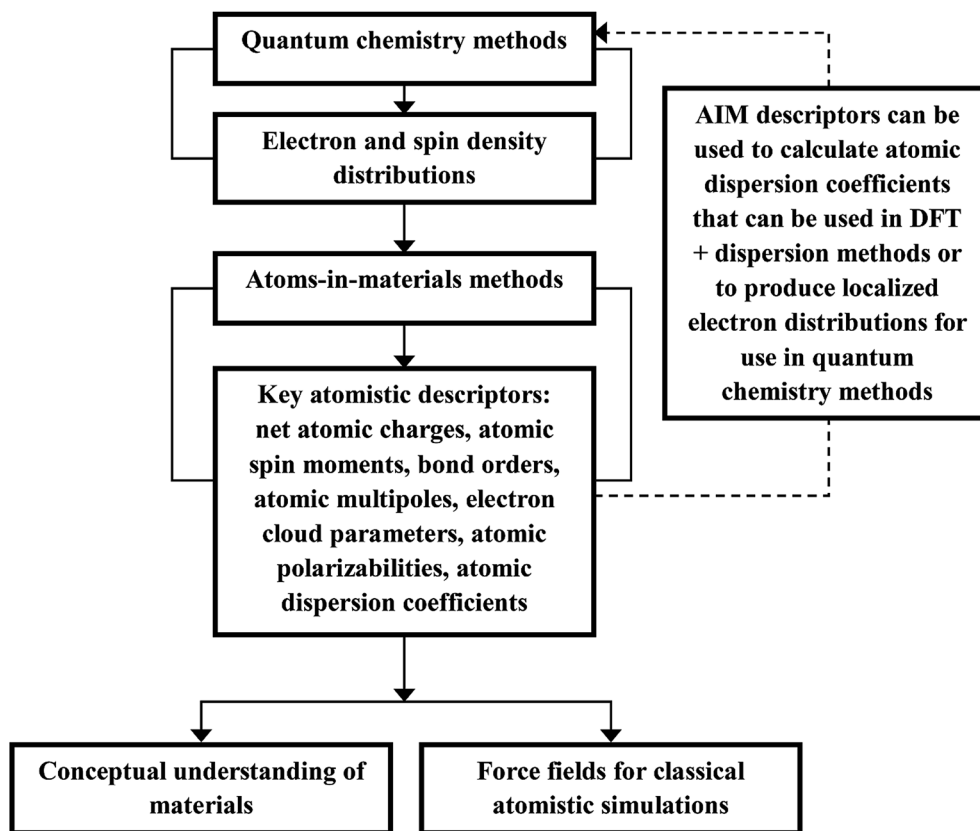 Quantum chemistry methods
Electron and spin density
distributions
Atoms-in-materials methods
Key atomistic descriptors:
net atomic charges, atomic
spin moments, bond orders,
atomic multipoles, electron
cloud parameters, atomic
polarizabilities, atomic
dispersion coefficients
AIM descriptors can be
used to calculate atomic
dispersion coefficients
that can be used in DFT
+ dispersion methods or
to produce localized
electron distributions for
use in quantum
chemistry methods
Conceptual understanding of
materials
Force fields for classical
atomistic simulations